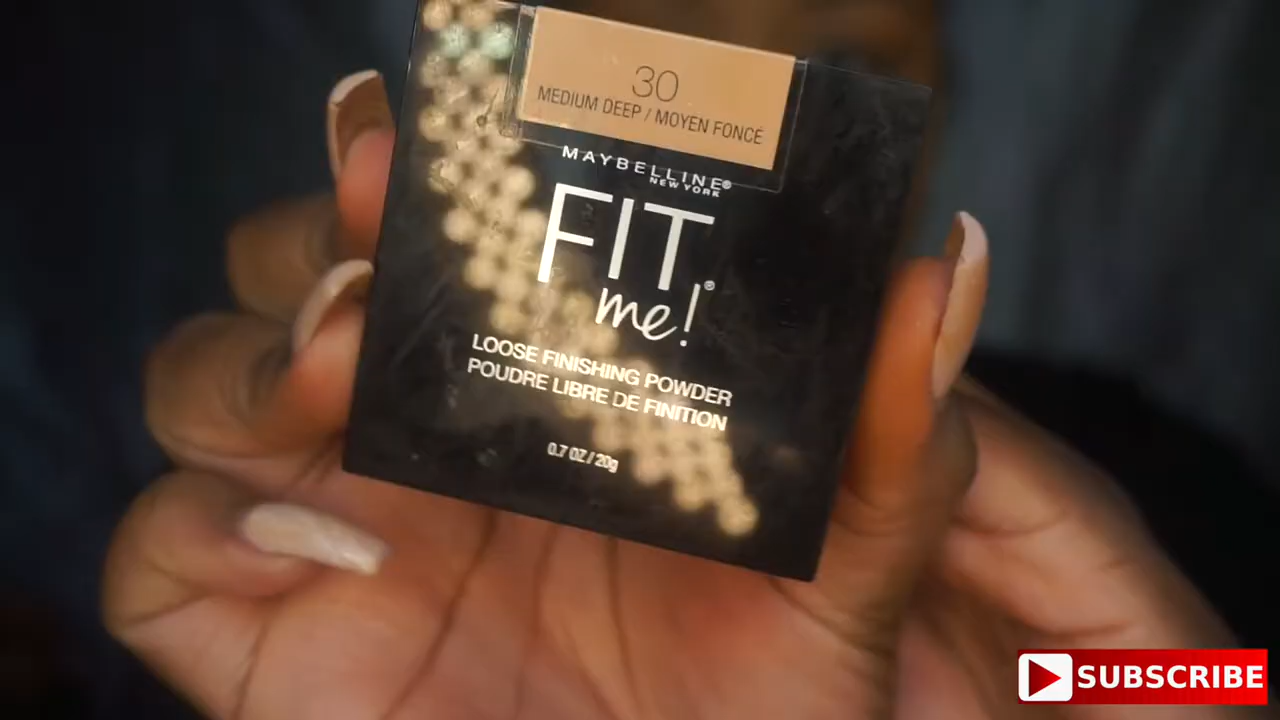 30
MEDIUM DEEP / MOYEN FONCÉ
MAYBELLINE®
NEW YORK
FIT
me!®
LOOSE FINISHING POWDER
POUDRE LIBRE DE FINITION
0.7 OZ / 20g
SUBSCRIBE